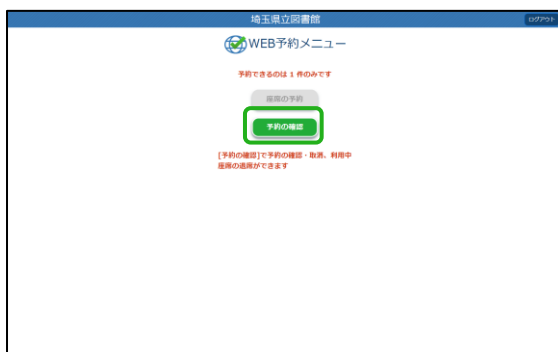 埼玉県立図書館
ログアウト
WEB予約メニュー
予約できるのは 1 件のみです
座席の予約
予約の確認
[予約の確認]で予約の確認・取消、利用中
座席の退席ができます